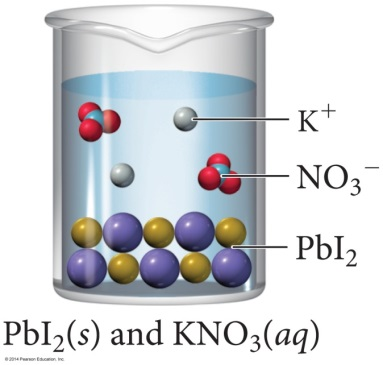 K⁺
NO₃⁻
PbI₂
PbI₂(s) and KNO₃(aq)
© 2014 Pearson Education, Inc.